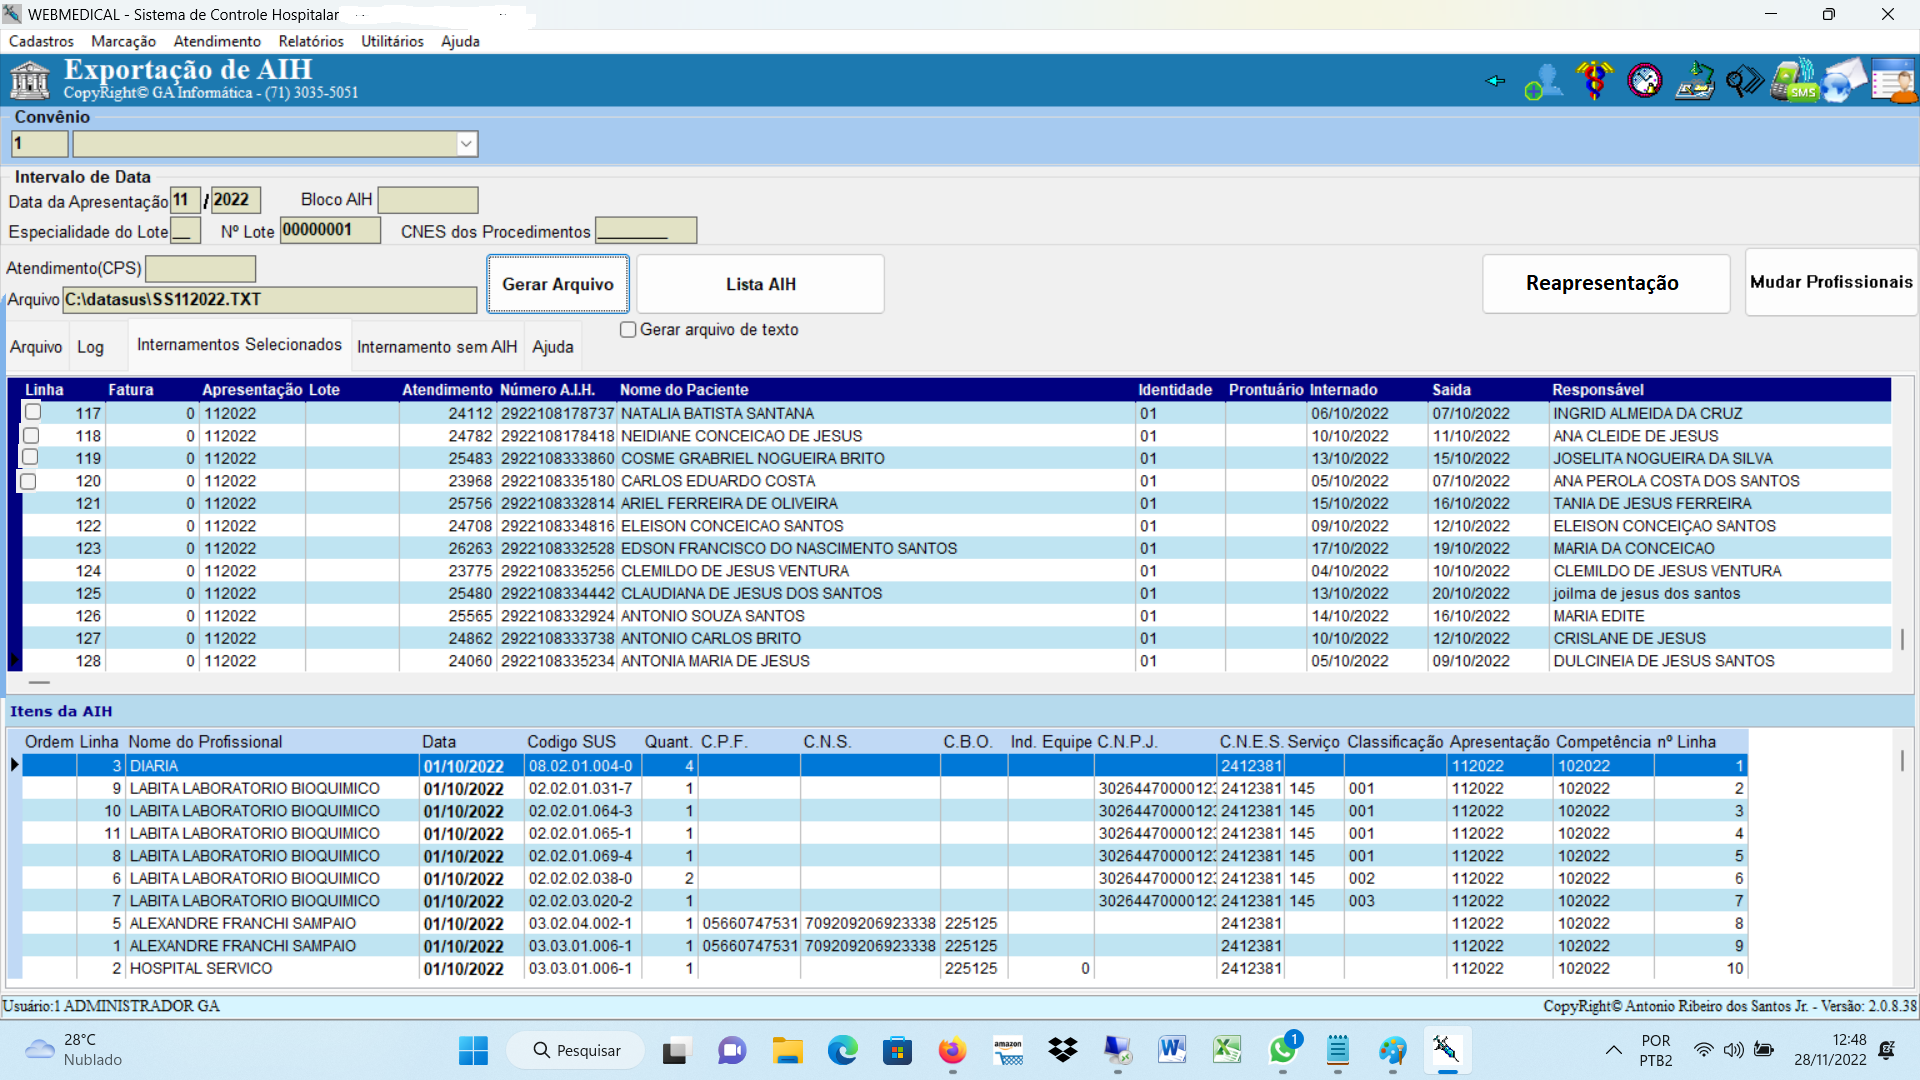 WEBMEDICAL - Sistema de Controle Hospitalar
Cadastros Marcação Atendimento Relatórios Utilitários Ajuda
Exportação de AIH
CopyRight© GA Informática - (71) 3035-5051
SMS
Convênio
1
Intervalo de Data
Data da Apresentação 11 / 2022 Bloco AIH
Especialidade do Lote __ Nº Lote 00000001 CNES dos Procedimentos _______
Atendimento(CPS)
Arquivo C:\datasus\SS112022.TXT
Gerar Arquivo Lista AIH Reapresentação Mudar Profissionais
Gerar arquivo de texto
Arquivo Log Internamentos Selecionados Internamento sem AIH Ajuda
Linha Fatura Apresentação Lote Atendimento Número A.I.H. Nome do Paciente Identidade Prontuário Internado Saida Responsável
117 0 112022 24112 2922108178737 NATALIA BATISTA SANTANA 01 06/10/2022 07/10/2022 INGRID ALMEIDA DA CRUZ
118 0 112022 24782 2922108178418 NEIDIANE CONCEICAO DE JESUS 01 10/10/2022 11/10/2022 ANA CLEIDE DE JESUS
119 0 112022 25483 2922108333860 COSME GRABRIEL NOGUEIRA BRITO 01 13/10/2022 15/10/2022 JOSELITA NOGUEIRA DA SILVA
120 0 112022 23968 2922108335180 CARLOS EDUARDO COSTA 01 05/10/2022 07/10/2022 ANA PEROLA COSTA DOS SANTOS
121 0 112022 25756 2922108332814 ARIEL FERREIRA DE OLIVEIRA 01 15/10/2022 16/10/2022 TANIA DE JESUS FERREIRA
122 0 112022 24708 2922108334816 ELEISON CONCEICAO SANTOS 01 09/10/2022 12/10/2022 ELEISON CONCEIÇAO SANTOS
123 0 112022 26263 2922108332528 EDSON FRANCISCO DO NASCIMENTO SANTOS 01 17/10/2022 19/10/2022 MARIA DA CONCEICAO
124 0 112022 23775 2922108335256 CLEMILDO DE JESUS VENTURA 01 04/10/2022 10/10/2022 CLEMILDO DE JESUS VENTURA
125 0 112022 25480 2922108334442 CLAUDIANA DE JESUS DOS SANTOS 01 13/10/2022 20/10/2022 joilma de jesus dos santos
126 0 112022 25565 2922108332924 ANTONIO SOUZA SANTOS 01 14/10/2022 16/10/2022 MARIA EDITE
127 0 112022 24862 2922108333738 ANTONIO CARLOS BRITO 01 10/10/2022 12/10/2022 CRISLANE DE JESUS
128 0 112022 24060 2922108335234 ANTONIA MARIA DE JESUS 01 05/10/2022 09/10/2022 DULCINEIA DE JESUS SANTOS
Itens da AIH
Ordem Linha Nome do Profissional Data Codigo SUS Quant. C.P.F. C.N.S. C.B.O. Ind. Equipe C.N.P.J. C.N.E.S. Serviço Classificação Apresentação Competência nº Linha
3 DIARIA 01/10/2022 08.02.01.004-0 4 2412381 112022 102022 1
9 LABITA LABORATORIO BIOQUIMICO 01/10/2022 02.02.01.031-7 1 3026447000012 2412381 145 001 112022 102022 2
10 LABITA LABORATORIO BIOQUIMICO 01/10/2022 02.02.01.064-3 1 3026447000012 2412381 145 001 112022 102022 3
11 LABITA LABORATORIO BIOQUIMICO 01/10/2022 02.02.01.065-1 1 3026447000012 2412381 145 001 112022 102022 4
8 LABITA LABORATORIO BIOQUIMICO 01/10/2022 02.02.01.069-4 1 3026447000012 2412381 145 001 112022 102022 5
6 LABITA LABORATORIO BIOQUIMICO 01/10/2022 02.02.02.038-0 2 3026447000012 2412381 145 002 112022 102022 6
7 LABITA LABORATORIO BIOQUIMICO 01/10/2022 02.02.03.020-2 1 3026447000012 2412381 145 003 112022 102022 7
5 ALEXANDRE FRANCHI SAMPAIO 01/10/2022 03.02.04.002-1 1 05660747531 709209206923338 225125 2412381 112022 102022 8
1 ALEXANDRE FRANCHI SAMPAIO 01/10/2022 03.03.01.006-1 1 05660747531 709209206923338 225125 2412381 112022 102022 9
2 HOSPITAL SERVICO 01/10/2022 03.03.01.006-1 1 225125 0 2412381 112022 102022 10
Usuário:1 ADMINISTRADOR GA CopyRight© Antonio Ribeiro dos Santos Jr. - Versão: 2.0.8.38
28°C
Nublado
Pesquisar
amazon
1
POR
PTB2
12:48
28/11/2022